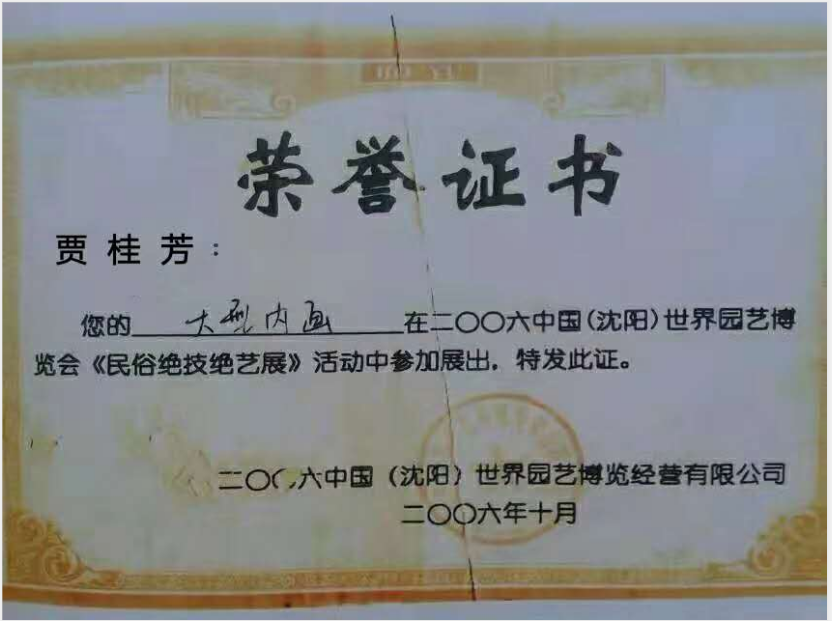 荣誉证书
贾桂芳：
您的大型内画在二〇〇六中国(沈阳)世界园艺博
览会《民俗绝技绝艺展》活动中参加展出，特发此证。
二〇〇六中国（沈阳）世界园艺博览经营有限公司
二〇〇六年十月